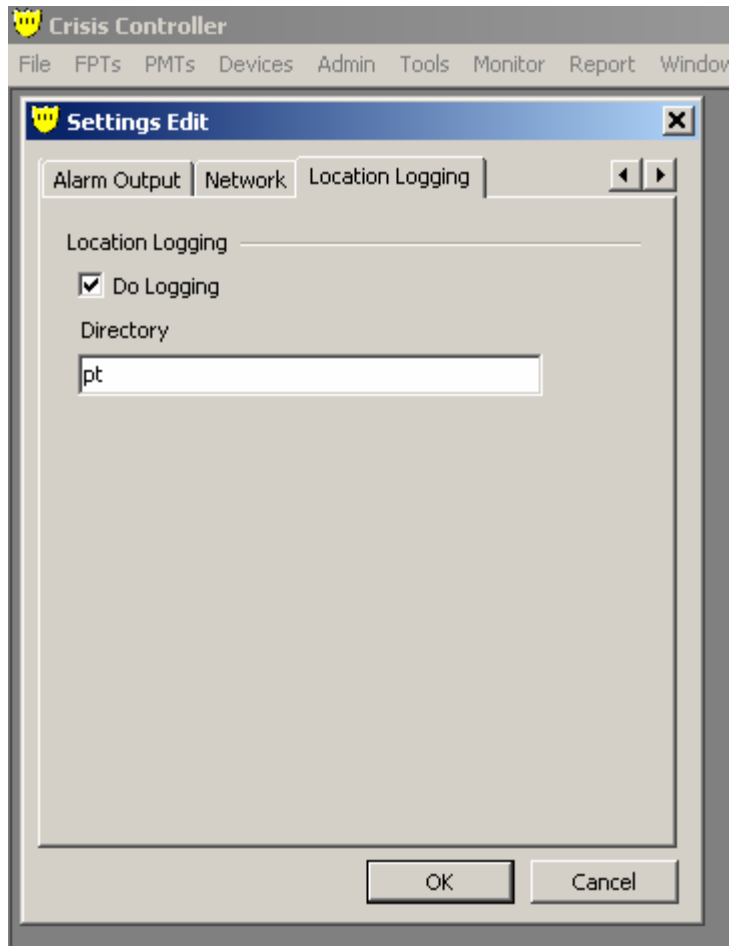 Crisis Controller
File FPTs PMTs Devices Admin Tools Monitor Report Window
Settings Edit
Alarm Output Network Location Logging
Location Logging
Do Logging
Directory
pt
OK Cancel